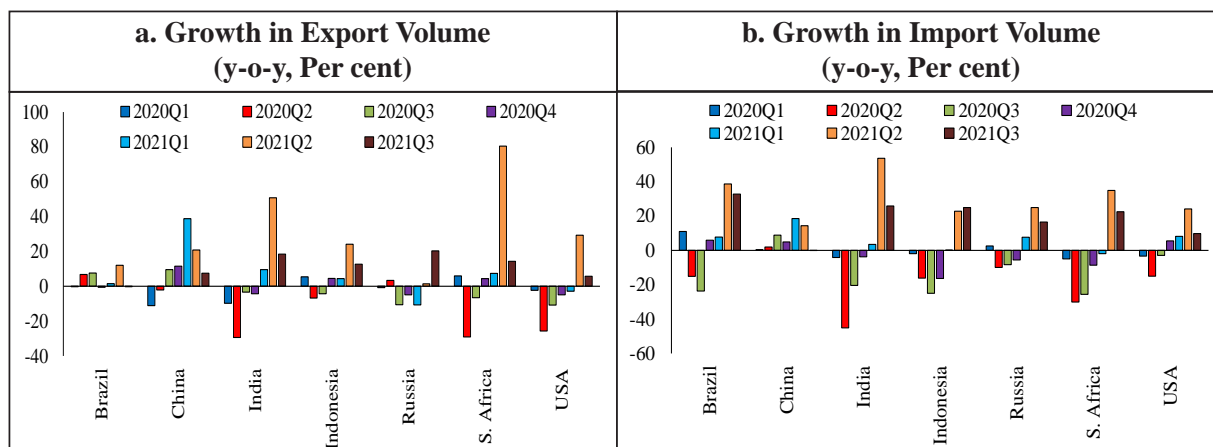 a. Growth in Export Volume
(y-o-y, Per cent)
2020Q1 2020Q2 2020Q3 2020Q4
2021Q1 2021Q2 2021Q3
100
80
60
40
20
0
-20
-40
Brazil
China
India
Indonesia
Russia
S. Africa
USA
b. Growth in Import Volume
(y-o-y, Per cent)
2020Q1 2020Q2 2020Q3 2020Q4
2021Q1 2021Q2 2021Q3
60
40
20
0
-20
-40
-60
Brazil
China
India
Indonesia
Russia
S. Africa
USA